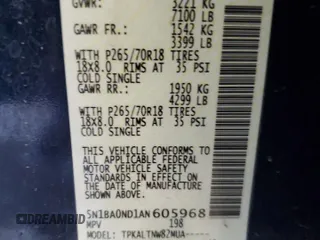 GVWR: 3221 KG
7100 LB
GAWR FR.: 1542 KG
3399 LB
WITH P265/70R18 TIRES
18X8.0 RIMS AT 35 PSI
COLD SINGLE
GAWR RR.: 1950 KG
4299 LB
WITH P265/70R18 TIRES
18X8.0 RIMS AT 35 PSI
COLD SINGLE
THIS VEHICLE CONFORMS TO ALL
APPLICABLE FEDERAL MOTOR
VEHICLE SAFETY STANDARDS
IN EFFECT ON THE DATE OF
MANUFACTURE SHOWN ABOVE.
5N1BA0ND1AN605968
MPV 198
MODEL: TPKALTNW82MUA-----
DREAMBID